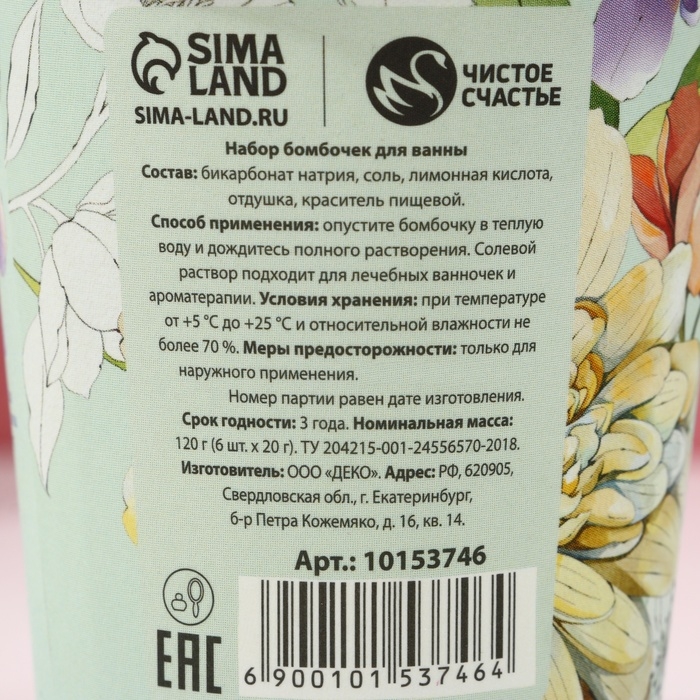 SIMA
LAND
SIMA-LAND.RU
ЧИСТОЕ
СЧАСТЬЕ
Набор бомбочек для ванны
Состав: бикарбонат натрия, соль, лимонная кислота,
отдушка, краситель пищевой.
Способ применения: опустите бомбочку в теплую
воду и дождитесь полного растворения. Солевой
раствор подходит для лечебных ванночек и
ароматерапии. Условия хранения: при температуре
от +5 °C до +25 °C и относительной влажности не
более 70 %. Меры предосторожности: только для
наружного применения.
Номер партии равен дате изготовления.
Срок годности: 3 года. Номинальная масса:
120 г (6 шт. х 20 г). ТУ 204215-001-24556570-2018.
Изготовитель: ООО «ДЕКО». Адрес: РФ, 620905,
Свердловская обл., г. Екатеринбург,
б-р Петра Кожемяко, д. 16, кв. 14.
Арт.: 10153746
EAC
6 900101 537464